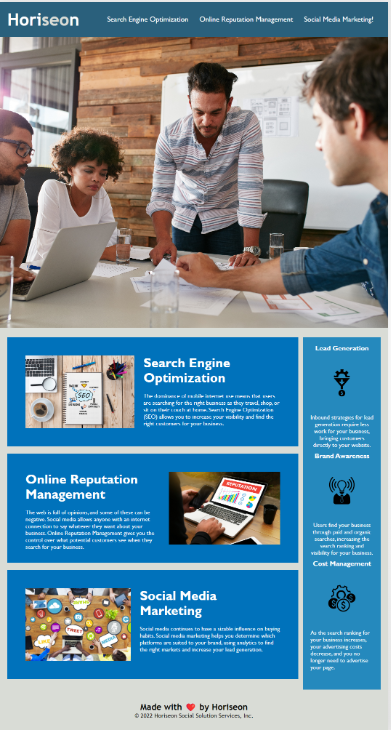 Horiseon
Search Engine Optimization Online Reputation Management Social Media Marketing!
Search Engine
Optimization
The dominance of mobile internet use means that users
are searching for the right business as they travel, shop, or
sit on their couch at home. Search Engine Optimization
(SEO) allows you to increase your visibility and find the
right customers for your business.
SEO
Online Reputation
Management
The web is full of opinions, and some of these can be
negative. Social media allows anyone with an internet
connection to say whatever they want about your
business. Online Reputation Management gives you the
control over what potential customers see when they
search for your business.
REPUTATION
Social Media
Marketing
Social media continues to have a sizable influence on buying
habits. Social media marketing helps you determine which
platforms are suited to your brand, using analytics to find
the right markets and increase your lead generation.
Lead Generation
Inbound strategies for lead
generation require less
work for your business,
bringing customers
directly to your website.
Brand Awareness
Users find your business
through paid and organic
searches, increasing the
search ranking and
visibility for your business.
Cost Management
As the search ranking for
your business increases,
your advertising costs
decrease, and you no
longer need to advertise
your page.
Made with ❤️ by Horiseon
© 2022 Horiseon Social Solution Services, Inc.